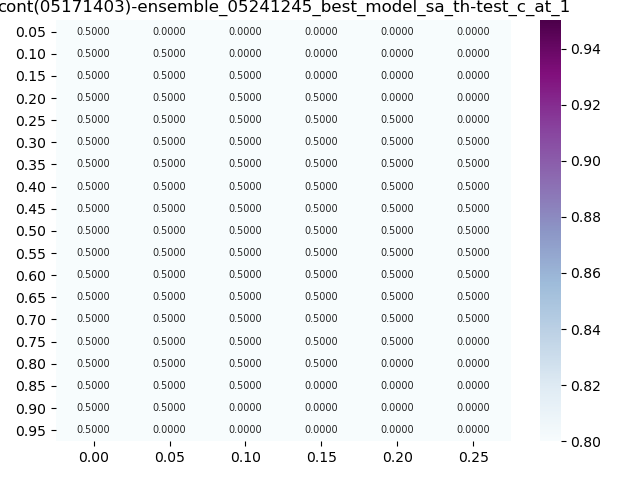 cont(05171403)-ensemble_05241245_best_model_sa_th-test_c_at_1
0.05 0.5000 0.0000 0.0000 0.0000 0.0000 0.0000
0.10 0.5000 0.5000 0.0000 0.0000 0.0000 0.0000
0.15 0.5000 0.5000 0.5000 0.0000 0.0000 0.0000
0.20 0.5000 0.5000 0.5000 0.5000 0.0000 0.0000
0.25 0.5000 0.5000 0.5000 0.5000 0.5000 0.0000
0.30 0.5000 0.5000 0.5000 0.5000 0.5000 0.5000
0.35 0.5000 0.5000 0.5000 0.5000 0.5000 0.5000
0.40 0.5000 0.5000 0.5000 0.5000 0.5000 0.5000
0.45 0.5000 0.5000 0.5000 0.5000 0.5000 0.5000
0.50 0.5000 0.5000 0.5000 0.5000 0.5000 0.5000
0.55 0.5000 0.5000 0.5000 0.5000 0.5000 0.5000
0.60 0.5000 0.5000 0.5000 0.5000 0.5000 0.5000
0.65 0.5000 0.5000 0.5000 0.5000 0.5000 0.5000
0.70 0.5000 0.5000 0.5000 0.5000 0.5000 0.5000
0.75 0.5000 0.5000 0.5000 0.5000 0.5000 0.0000
0.80 0.5000 0.5000 0.5000 0.5000 0.0000 0.0000
0.85 0.5000 0.5000 0.5000 0.0000 0.0000 0.0000
0.90 0.5000 0.5000 0.0000 0.0000 0.0000 0.0000
0.95 0.5000 0.0000 0.0000 0.0000 0.0000 0.0000
0.00 0.05 0.10 0.15 0.20 0.25
0.94
0.92
0.90
0.88
0.86
0.84
0.82
0.80